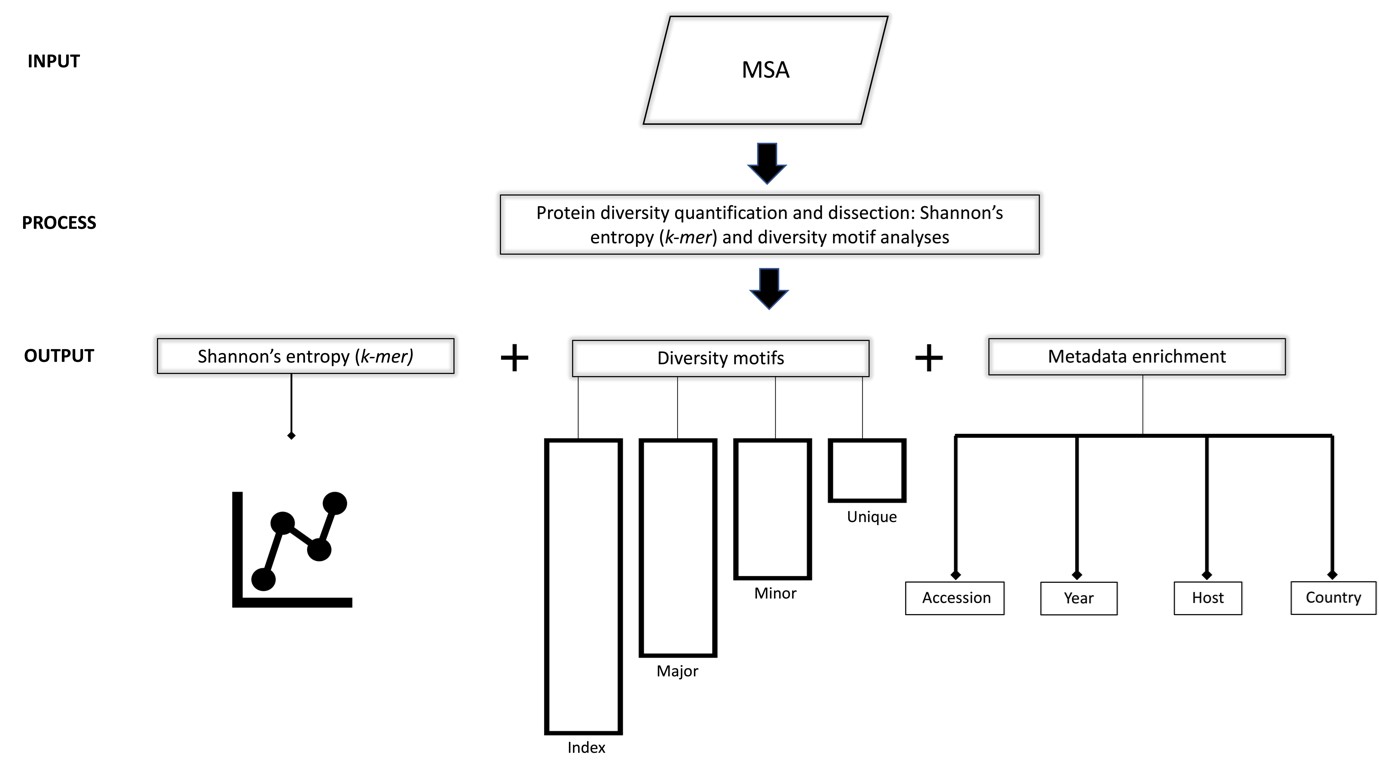 INPUT
MSA
PROCESS
Protein diversity quantification and dissection: Shannon’s
entropy (k-mer) and diversity motif analyses
OUTPUT
Shannon’s entropy (k-mer)
+
Diversity motifs
+
Metadata enrichment
Unique
Minor
Major
Index
Accession
Year
Host
Country